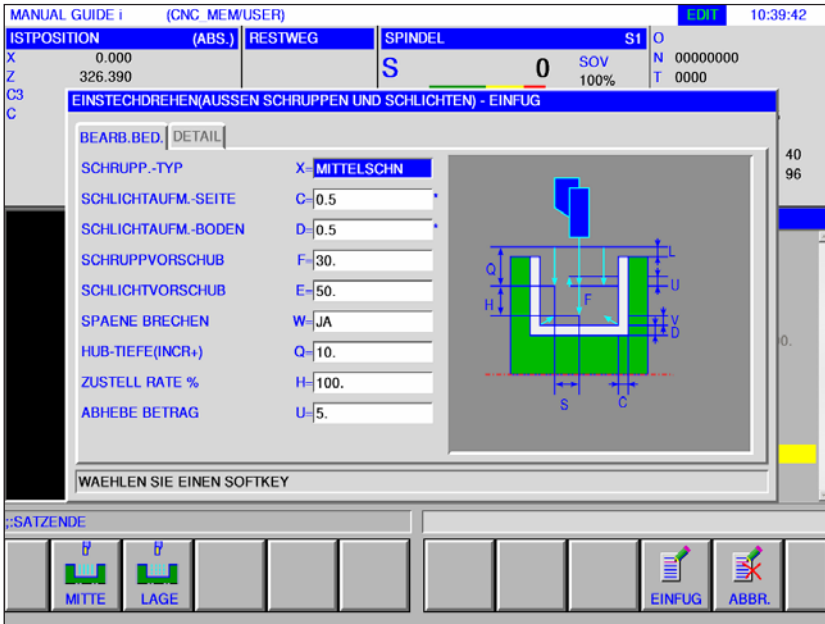 MANUAL GUIDE i (CNC_MEM/USER) EDIT 10:39:42
ISTPOSITION (ABS.) RESTWEG SPINDEL S1 O
X 0.000 S 0 SOV N 00000000
Z 326.390 100% T 0000
C3
C
EINSTECHDREHEN(AUSSEN SCHRUPPEN UND SCHLICHTEN) - EINFUG
BEARB.BED. DETAIL
40
96
SCHRUPP.-TYP X= MITTELSCHN
SCHLICHTAUFM.-SEITE C= 0.5 *
SCHLICHTAUFM.-BODEN D= 0.5 *
SCHRUPPVORSCHUB F= 30.
SCHLICHTVORSCHUB E= 50.
SPAENE BRECHEN W= JA
HUB-TIEFE(INCR+) Q= 10.
ZUSTELL RATE % H= 100.
ABHEBE BETRAG U= 5.
L
Q
U
F
H
V
D
S C
0.
WAEHLEN SIE EINEN SOFTKEY
;:SATZENDE
MITTE LAGE EINFUG ABBR.